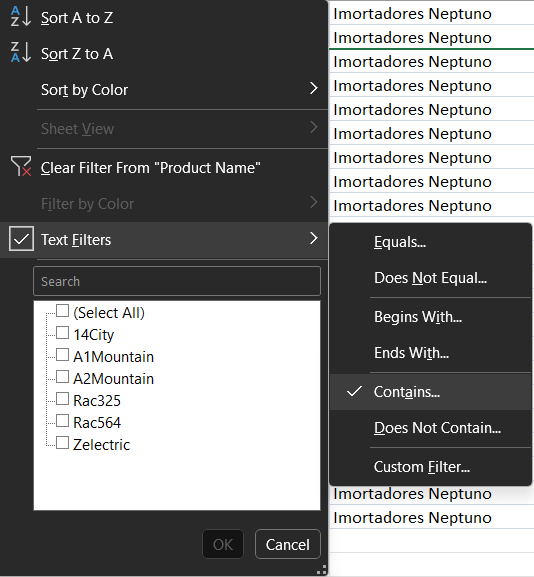 Sort A to Z
Sort Z to A
Sort by Color
Sheet View
Clear Filter From "Product Name"
Filter by Color
Text Filters
Search
(Select All)
14City
A1Mountain
A2Mountain
Rac325
Rac564
Zelectric
OK
Cancel
Imortadores Neptuno
Imortadores Neptuno
Imortadores Neptuno
Imortadores Neptuno
Imortadores Neptuno
Imortadores Neptuno
Imortadores Neptuno
Imortadores Neptuno
Imortadores Neptuno
Equals...
Does Not Equal...
Begins With...
Ends With...
Contains...
Does Not Contain...
Custom Filter...
Imortadores Neptuno
Imortadores Neptuno